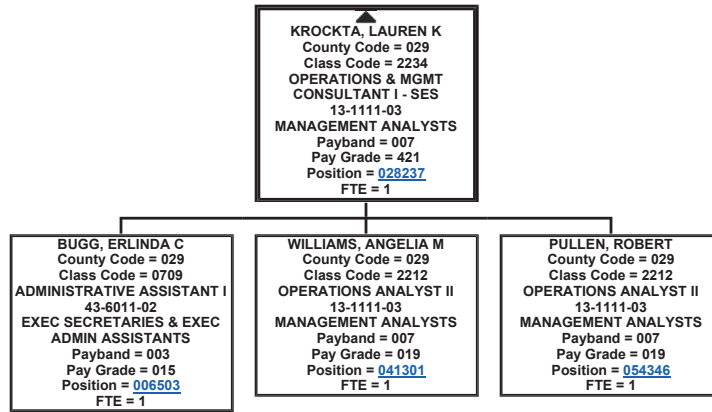 KROCKTA, LAUREN K
County Code = 029
Class Code = 2234
OPERATIONS & MGMT
CONSULTANT I - SES
13-1111-03
MANAGEMENT ANALYSTS
Payband = 007
Pay Grade = 421
Position = 028237
FTE = 1
BUGG, ERLINDA C
County Code = 029
Class Code = 0709
ADMINISTRATIVE ASSISTANT I
43-6011-02
EXEC SECRETARIES & EXEC
ADMIN ASSISTANTS
Payband = 003
Pay Grade = 015
Position = 006503
FTE = 1
WILLIAMS, ANGELIA M
County Code = 029
Class Code = 2212
OPERATIONS ANALYST II
13-1111-03
MANAGEMENT ANALYSTS
Payband = 007
Pay Grade = 019
Position = 041301
FTE = 1
PULLEN, ROBERT
County Code = 029
Class Code = 2212
OPERATIONS ANALYST II
13-1111-03
MANAGEMENT ANALYSTS
Payband = 007
Pay Grade = 019
Position = 054346
FTE = 1